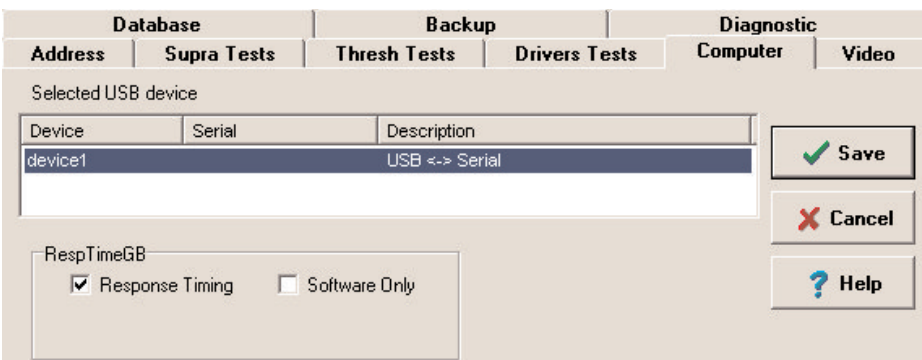 Database Backup Diagnostic
Address Supra Tests Thresh Tests Drivers Tests Computer Video
Selected USB device
Device Serial Description
device1 USB <-> Serial
Save
Cancel
RespTimeGB
Response Timing Software Only
Help